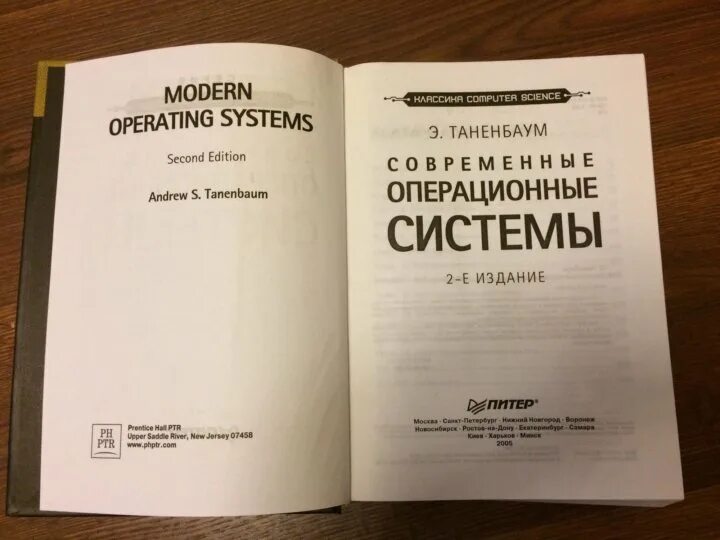 MODERN
OPERATING SYSTEMS
Second Edition
Andrew S. Tanenbaum
PH
PTR
Prentice Hall PTR
Upper Saddle River, New Jersey 07458
www.phptr.com
КЛАССИКА COMPUTER SCIENCE
Э. ТАНЕНБАУМ
СОВРЕМЕННЫЕ
ОПЕРАЦИОННЫЕ
СИСТЕМЫ
2-Е ИЗДАНИЕ
ПИТЕР®
Москва · Санкт-Петербург · Нижний Новгород · Воронеж
Новосибирск · Ростов-на-Дону · Екатеринбург · Самара
Киев · Харьков · Минск
2005